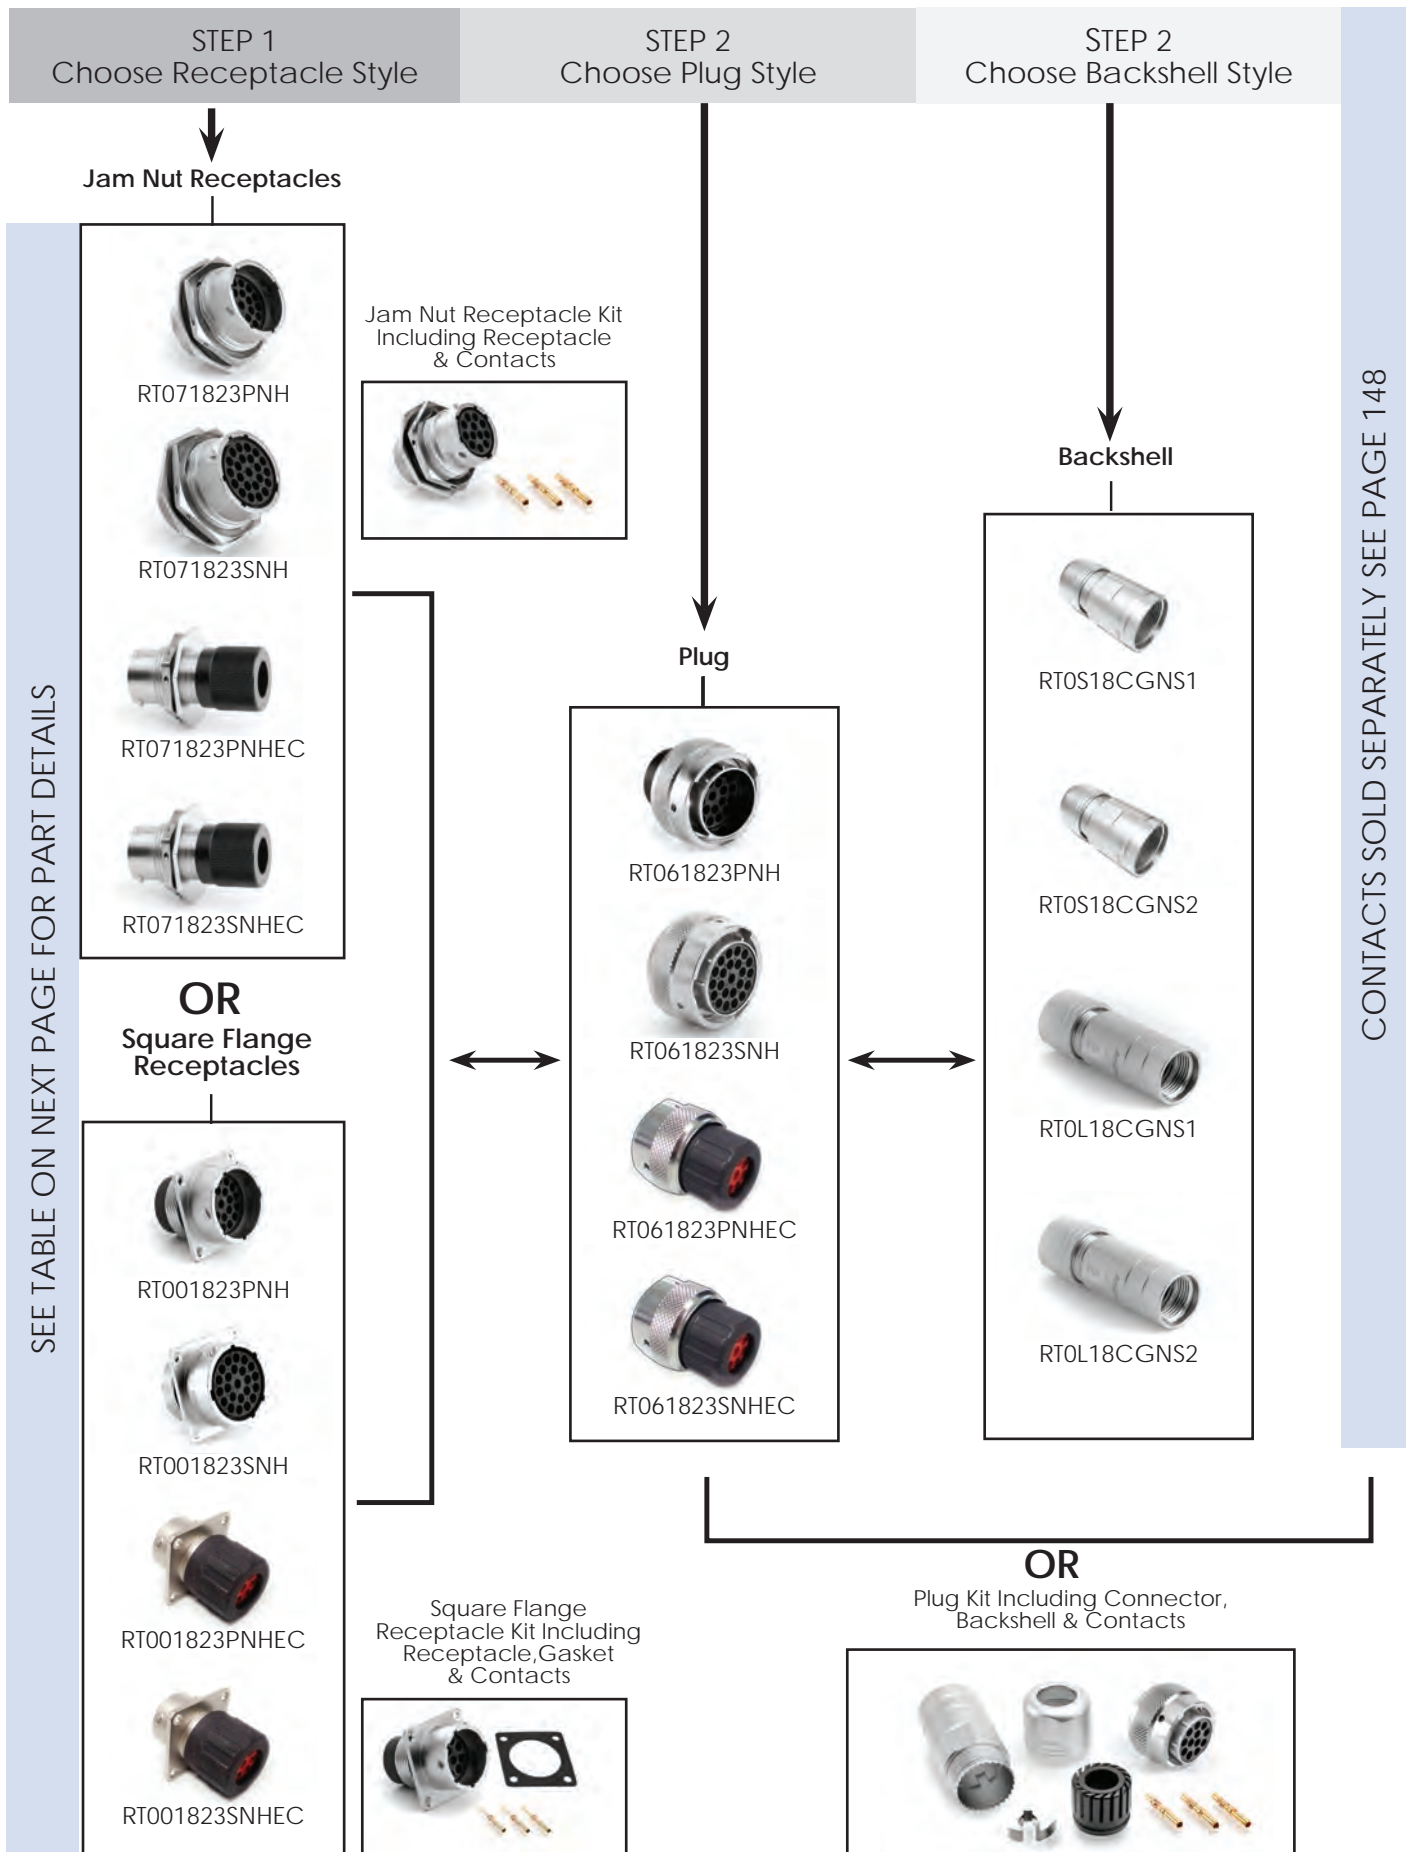 STEP 1
Choose Receptacle Style
STEP 2
Choose Plug Style
STEP 2
Choose Backshell Style
Jam Nut Receptacles
RT071823PNH
RT071823SNH
RT071823PNHEC
RT071823SNHEC
Jam Nut Receptacle Kit
Including Receptacle
& Contacts
OR
Square Flange
Receptacles
RT001823PNH
RT001823SNH
RT001823PNHEC
RT001823SNHEC
Square Flange
Receptacle Kit Including
Receptacle,Gasket
& Contacts
Plug
RT061823PNH
RT061823SNH
RT061823PNHEC
RT061823SNHEC
Backshell
RT0S18CGNS1
RT0S18CGNS2
RT0L18CGNS1
RT0L18CGNS2
OR
Plug Kit Including Connector,
Backshell & Contacts
SEE TABLE ON NEXT PAGE FOR PART DETAILS
CONTACTS SOLD SEPARATELY SEE PAGE 148